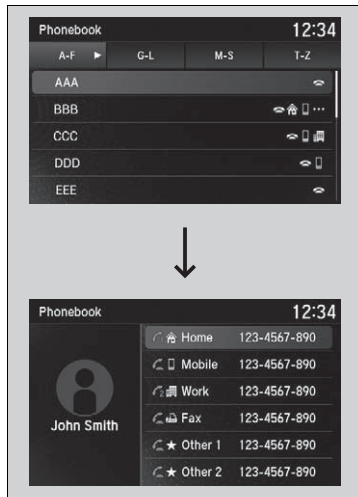 Phonebook 12:34
A-F G-L M-S T-Z
AAA
BBB
CCC
DDD
EEE
Phonebook 12:34
Home 123-4567-890
Mobile 123-4567-890
Work 123-4567-890
Fax 123-4567-890
John Smith
Other 1 123-4567-890
Other 2 123-4567-890